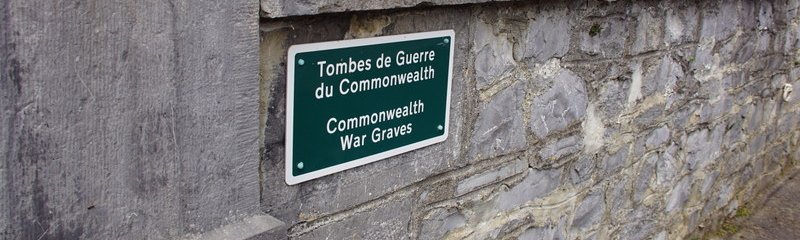 Tombes de Guerre
du Commonwealth
Commonwealth
War Graves